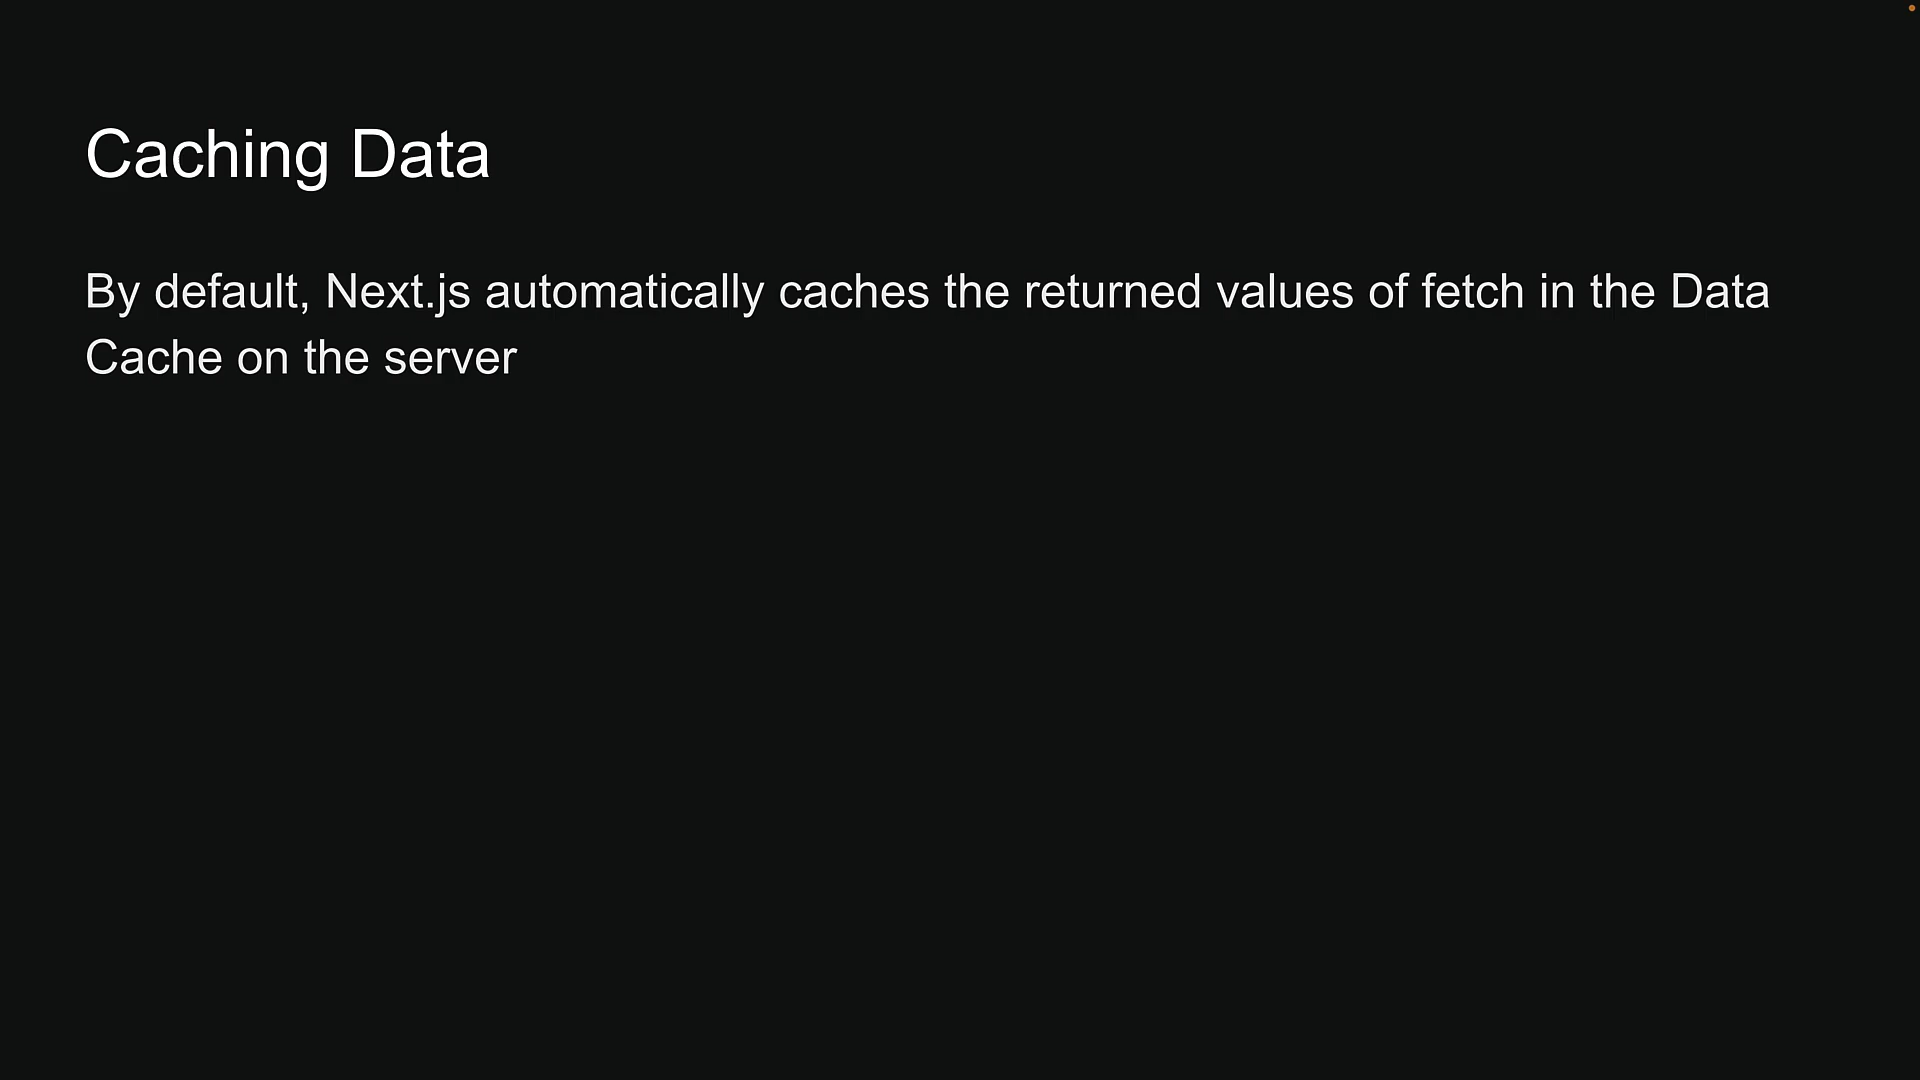 Caching Data
By default, Next.js automatically caches the returned values of fetch in the Data
Cache on the server